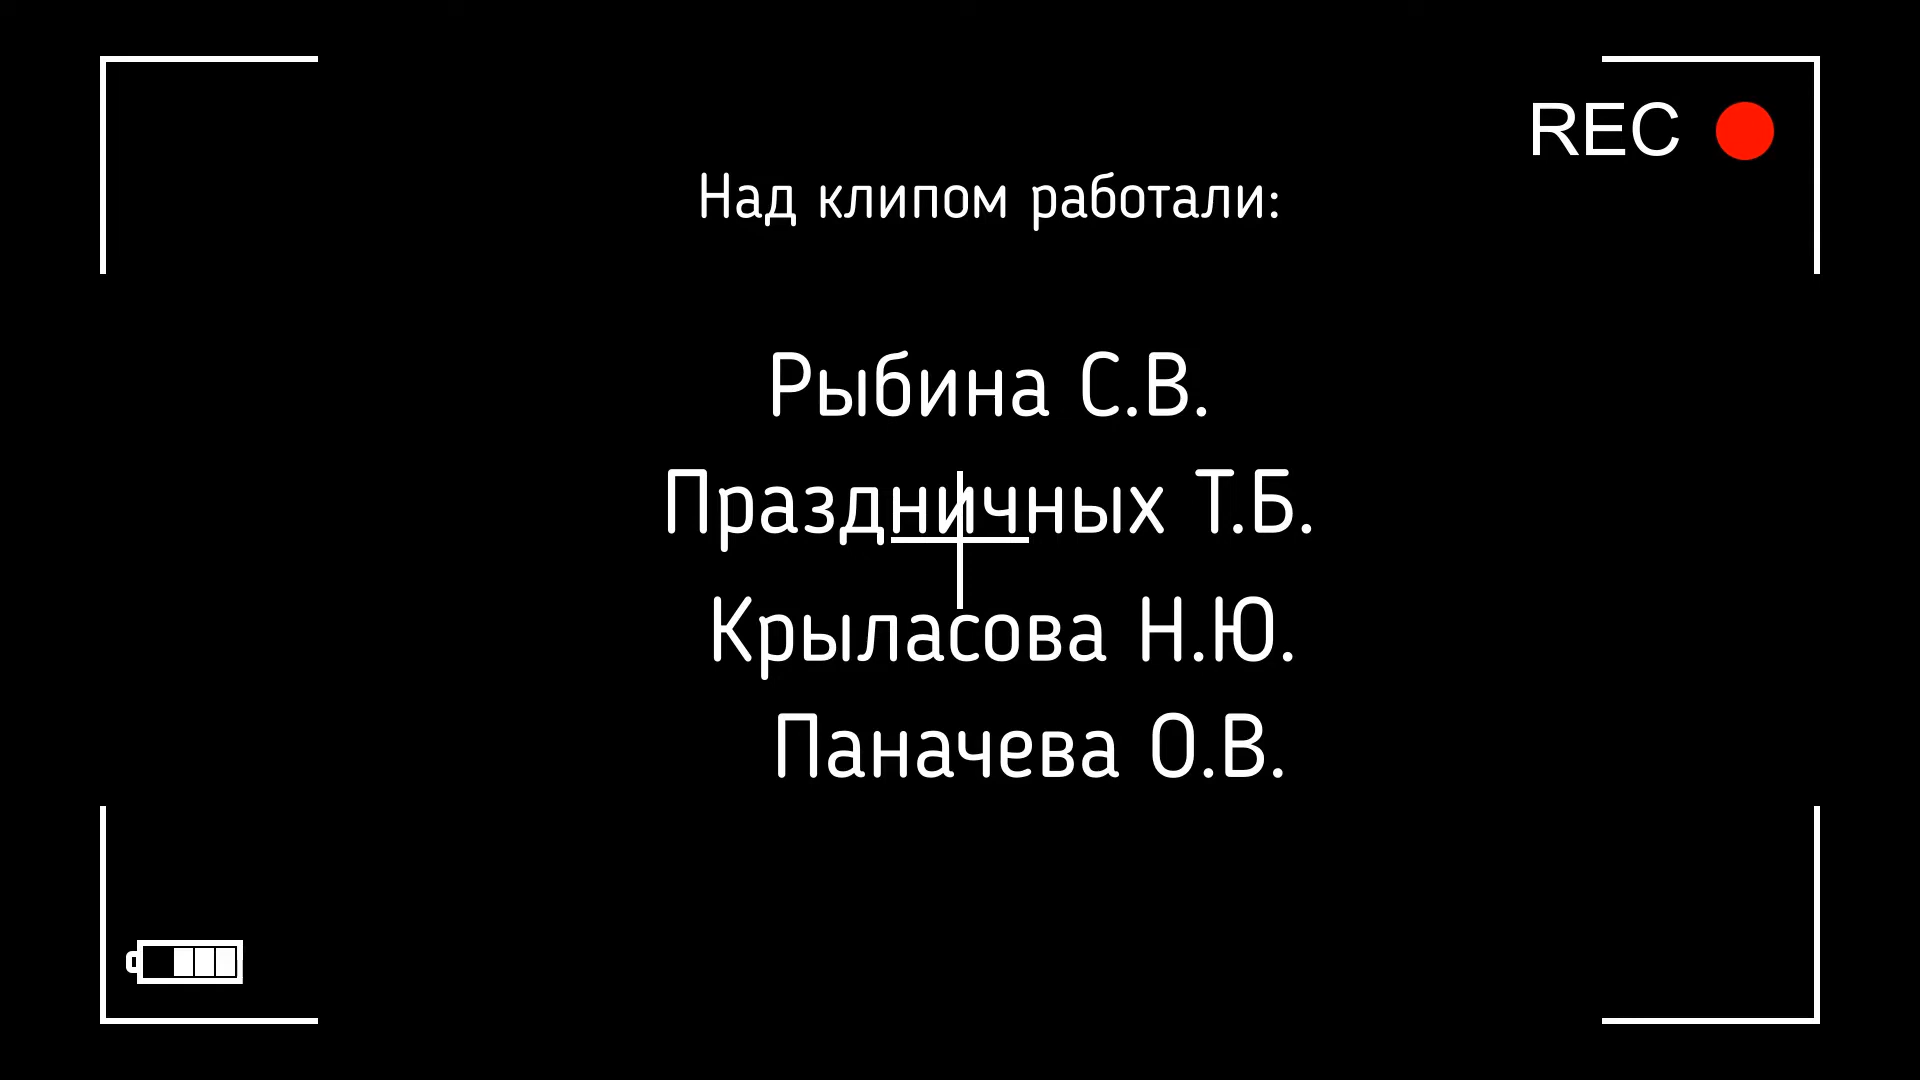 REC
Над клипом работали:
Рыбина С.В.
Праздничных Т.Б.
Крыласова Н.Ю.
Паначева О.В.